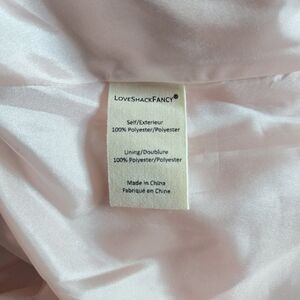 LoveShackFancy®
Self/Exterieur
100% Polyester/Polyester
Lining/Doublure
100% Polyester/Polyester
Made in China
Fabriqué en Chine